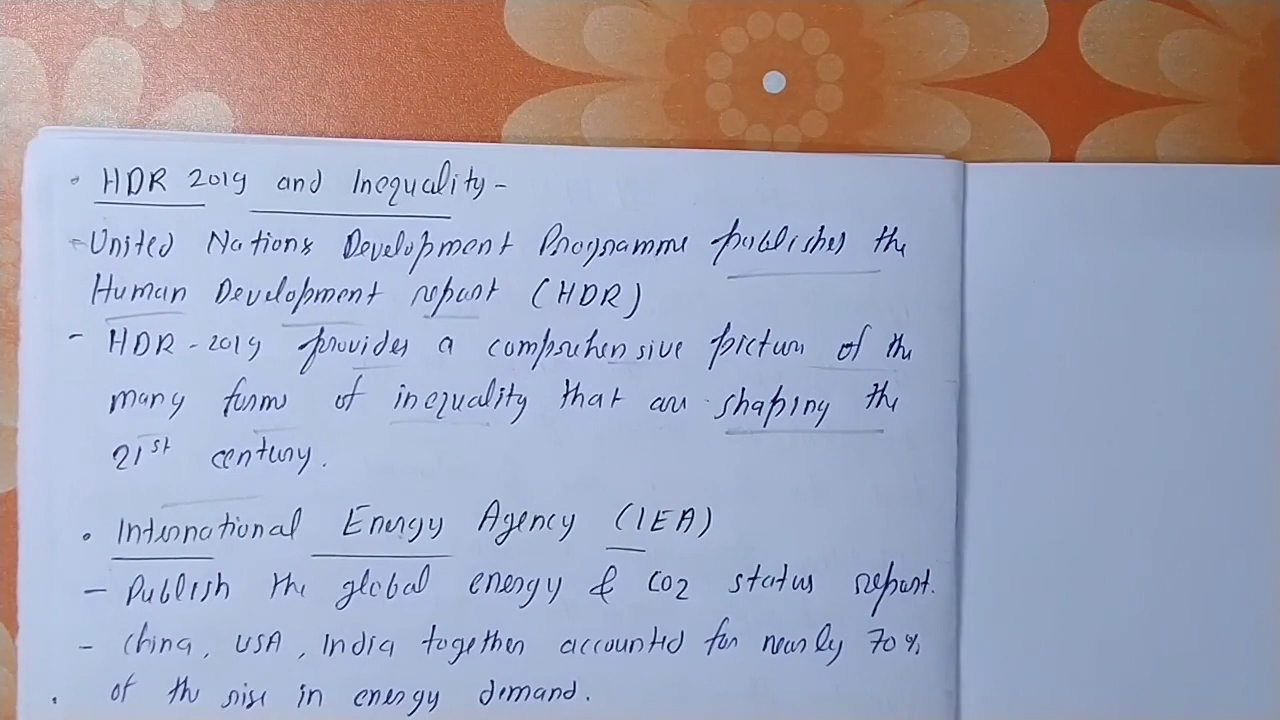 • HDR 2019 and Inequality -
- United Nations Development Programme publishes the
Human Development report (HDR)
- HDR - 2019 provides a comprehensive picture of the
many forms of inequality that are shaping the
21st century.
• International Energy Agency (IEA)
- Publish the global energy & CO2 status report.
- China, USA, India together accounted for nearly 70%
of the rise in energy demand.